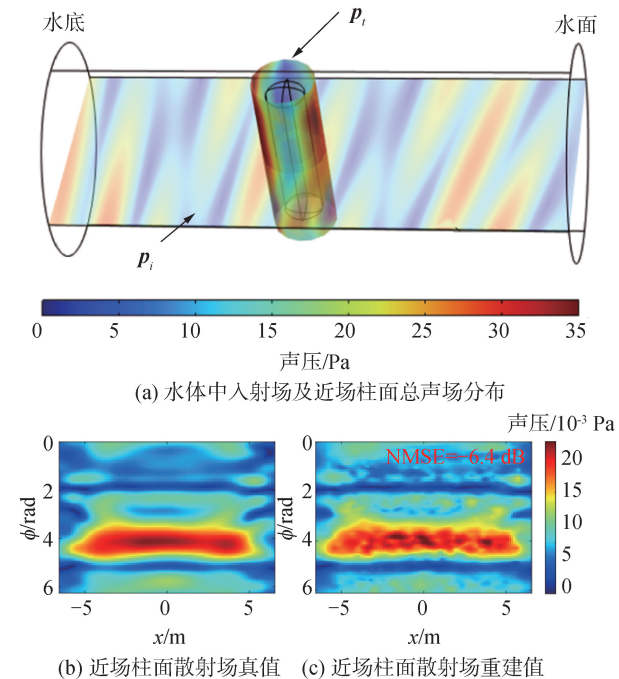 水底
p_t
水面
p_i
0 5 10 15 20 25 30 35
声压/Pa
(a) 水体中入射场及近场柱面总声场分布
声压/10⁻³ Pa
0
2
4
6
ϕ/rad
−5 0 5
x/m
(b) 近场柱面散射场真值
NMSE=−6.4 dB
0
2
4
6
ϕ/rad
−5 0 5
x/m
20
15
10
5
0
(c) 近场柱面散射场重建值